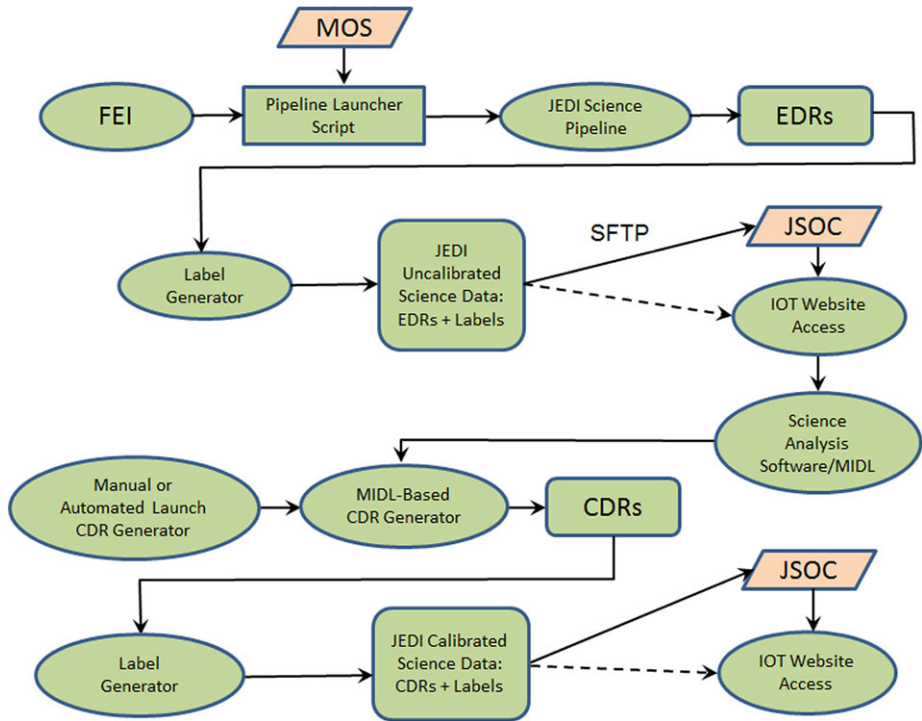 MOS
FEI
Pipeline Launcher
Script
JEDI Science
Pipeline
EDRs
Label
Generator
JEDI
Uncalibrated
Science Data:
EDRs + Labels
SFTP
JSOC
IOT Website
Access
Science
Analysis
Software/MIDL
Manual or
Automated Launch
CDR Generator
MIDL-Based
CDR Generator
CDRs
Label
Generator
JEDI Calibrated
Science Data:
CDRs + Labels
JSOC
IOT Website
Access